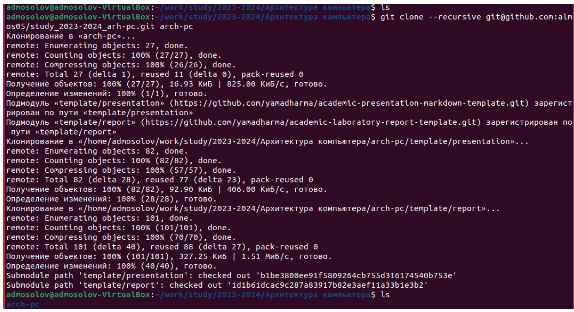 admosolov@admosolov-VirtualBox:~/work/study/2023-2024/Архитектура компьютера$ ls
admosolov@admosolov-VirtualBox:~/work/study/2023-2024/Архитектура компьютера$ git clone --recursive git@github.com:alm
os05/study_2023-2024_arh-pc.git arch-pc
Клонирование в «arch-pc»...
remote: Enumerating objects: 27, done.
remote: Counting objects: 100% (27/27), done.
remote: Compressing objects: 100% (26/26), done.
remote: Total 27 (delta 1), reused 11 (delta 0), pack-reused 0
Получение объектов: 100% (27/27), 16.93 КиБ | 825.00 КиБ/с, готово.
Определение изменений: 100% (1/1), готово.
Подмодуль «template/presentation» (https://github.com/yamadharma/academic-presentation-markdown-template.git) зарегист
рирован по пути «template/presentation»
Подмодуль «template/report» (https://github.com/yamadharma/academic-laboratory-report-template.git) зарегистрирован по
пути «template/report»
Клонирование в «/home/admosolov/work/study/2023-2024/Архитектура компьютера/arch-pc/template/presentation»...
remote: Enumerating objects: 82, done.
remote: Counting objects: 100% (82/82), done.
remote: Compressing objects: 100% (57/57), done.
remote: Total 82 (delta 28), reused 77 (delta 23), pack-reused 0
Получение объектов: 100% (82/82), 92.90 КиБ | 406.00 КиБ/с, готово.
Определение изменений: 100% (28/28), готово.
Клонирование в «/home/admosolov/work/study/2023-2024/Архитектура компьютера/arch-pc/template/report»...
remote: Enumerating objects: 101, done.
remote: Counting objects: 100% (101/101), done.
remote: Compressing objects: 100% (70/70), done.
remote: Total 101 (delta 40), reused 88 (delta 27), pack-reused 0
Получение объектов: 100% (101/101), 327.25 КиБ | 1.51 МиБ/с, готово.
Определение изменений: 100% (40/40), готово.
Submodule path 'template/presentation': checked out 'b1be3800ee91f5809264cb755d316174540b753e'
Submodule path 'template/report': checked out '1d1b61dcac9c287a83917b82e3aef11a33b1e3b2'
admosolov@admosolov-VirtualBox:~/work/study/2023-2024/Архитектура компьютера$ ls
arch-pc